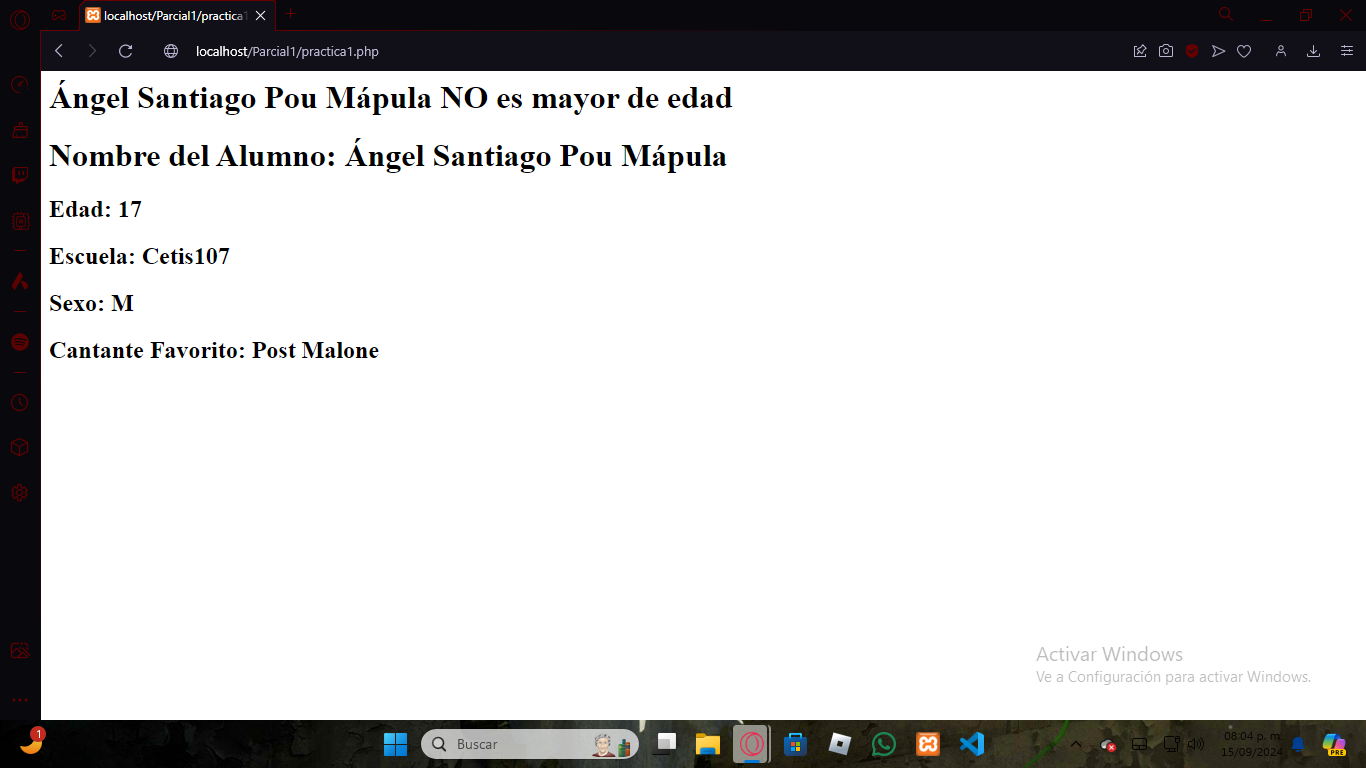 localhost/Parcial1/practica1
localhost/Parcial1/practica1.php
Ángel Santiago Pou Mápula NO es mayor de edad
Nombre del Alumno: Ángel Santiago Pou Mápula
Edad: 17
Escuela: Cetis107
Sexo: M
Cantante Favorito: Post Malone
Activar Windows
Ve a Configuración para activar Windows.
1
Buscar
08:04 p. m.
15/09/2024
PRE